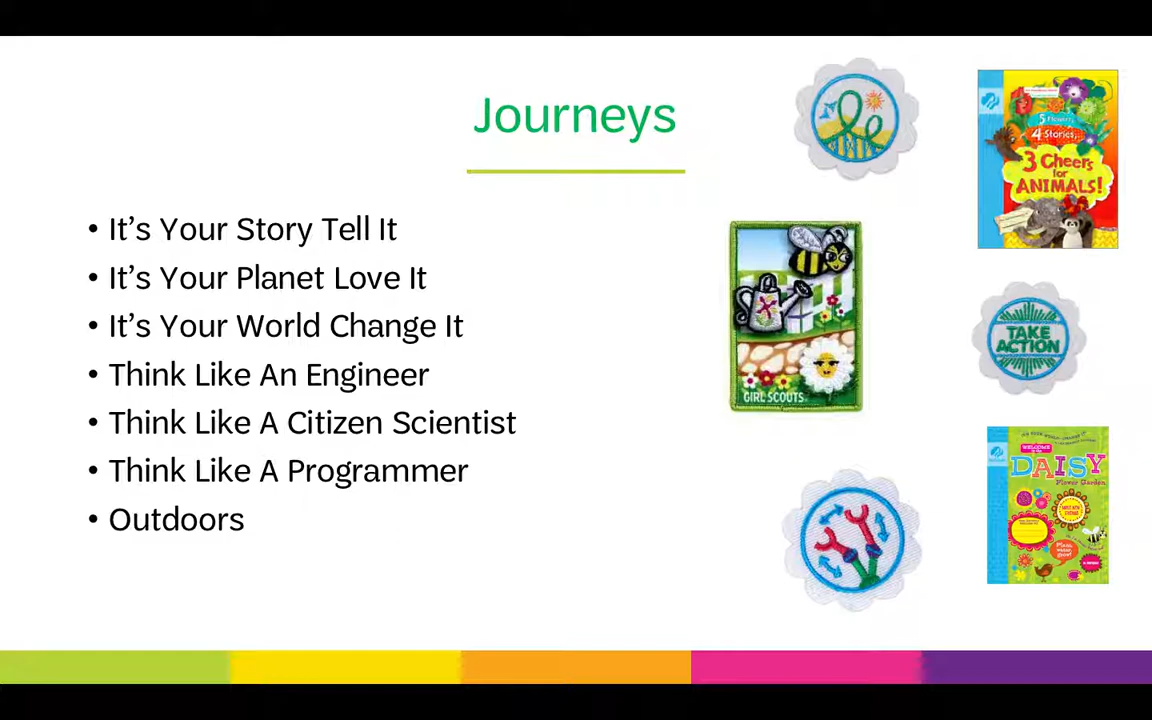 Journeys
• It's Your Story Tell It
• It's Your Planet Love It
• It's Your World Change It
• Think Like An Engineer
• Think Like A Citizen Scientist
• Think Like A Programmer
• Outdoors
5 Flowers,
4 Stories,
3 Cheers
for
ANIMALS!
GIRL SCOUTS
TAKE
ACTION
WELCOME
DAISY
Flower Garden